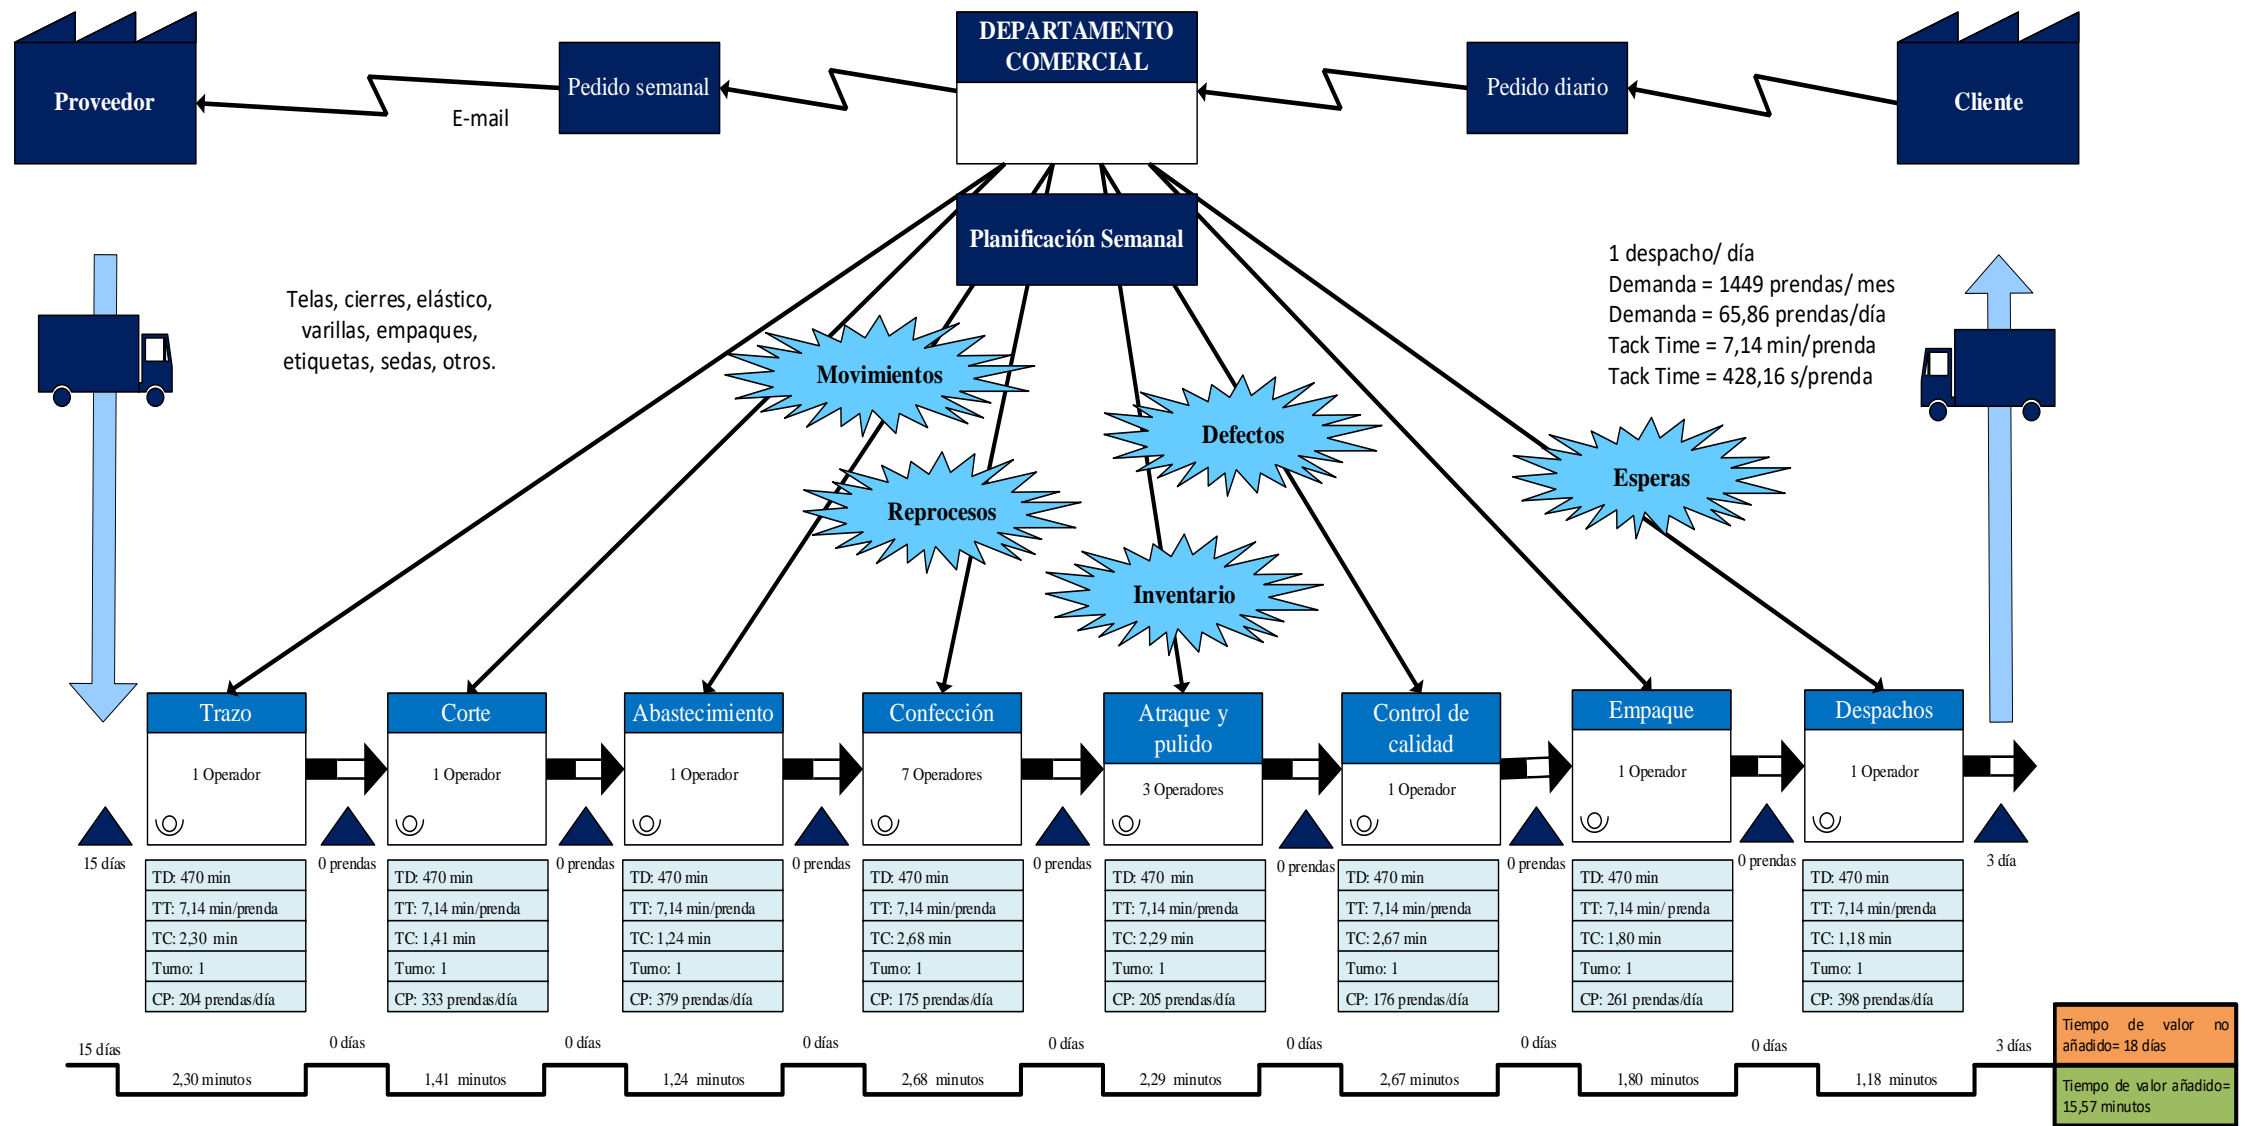 Proveedor
E-mail
Pedido semanal
DEPARTAMENTO
COMERCIAL
Pedido diario
Cliente
Planificación Semanal
Telas, cierres, elástico,
varillas, empaques,
etiquetas, sedas, otros.
1 despacho/ día
Demanda = 1449 prendas/ mes
Demanda = 65,86 prendas/día
Tack Time = 7,14 min/prenda
Tack Time = 428,16 s/prenda
Movimientos
Defectos
Esperas
Reprocesos
Inventario
Trazo
1 Operador
Corte
1 Operador
Abastecimiento
1 Operador
Confección
7 Operadores
Atraque y
pulido
3 Operadores
Control de
calidad
1 Operador
Empaque
1 Operador
Despachos
1 Operador
15 días
0 prendas
0 prendas
0 prendas
0 prendas
0 prendas
0 prendas
0 prendas
3 día
TD: 470 min
TT: 7,14 min/prenda
TC: 2,30 min
Turno: 1
CP: 204 prendas/día
TD: 470 min
TT: 7,14 min/prenda
TC: 1,41 min
Turno: 1
CP: 333 prendas/día
TD: 470 min
TT: 7,14 min/prenda
TC: 1,24 min
Turno: 1
CP: 379 prendas/día
TD: 470 min
TT: 7,14 min/prenda
TC: 2,68 min
Turno: 1
CP: 175 prendas/día
TD: 470 min
TT: 7,14 min/prenda
TC: 2,29 min
Turno: 1
CP: 205 prendas/día
TD: 470 min
TT: 7,14 min/prenda
TC: 2,67 min
Turno: 1
CP: 176 prendas/día
TD: 470 min
TT: 7,14 min/ prenda
TC: 1,80 min
Turno: 1
CP: 261 prendas/día
TD: 470 min
TT: 7,14 min/prenda
TC: 1,18 min
Turno: 1
CP: 398 prendas/día
15 días
2,30 minutos
0 días
1,41 minutos
0 días
1,24 minutos
0 días
2,68 minutos
0 días
2,29 minutos
0 días
2,67 minutos
0 días
1,80 minutos
0 días
1,18 minutos
3 días
Tiempo de valor no
añadido= 18 días
Tiempo de valor añadido=
15,57 minutos